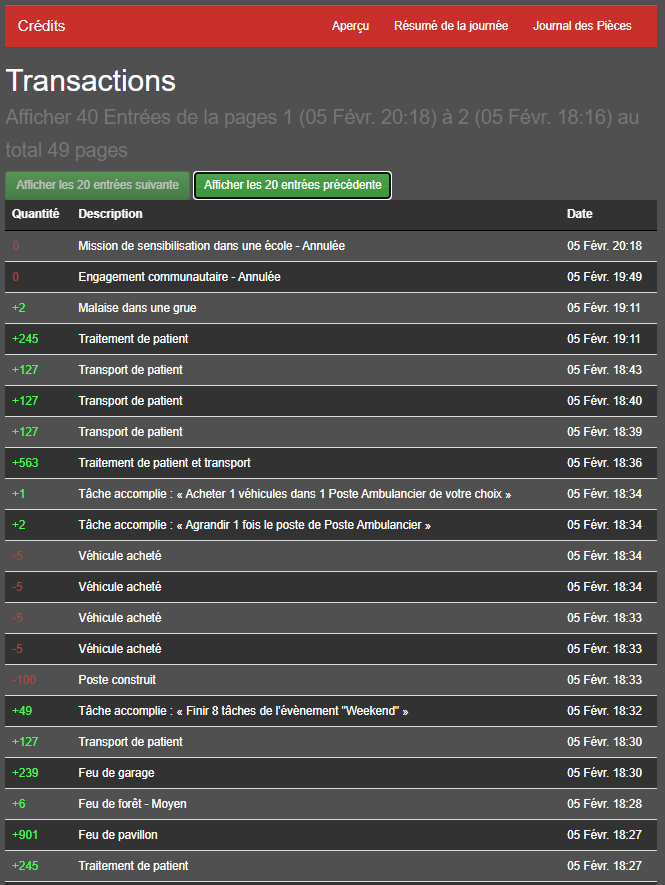 Crédits Aperçu Résumé de la journée Journal des Pièces
Transactions
Afficher 40 Entrées de la pages 1 (05 Févr. 20:18) à 2 (05 Févr. 18:16) au
total 49 pages
Afficher les 20 entrées suivante Afficher les 20 entrées précédente
Quantité Description Date
0 Mission de sensibilisation dans une école - Annulée 05 Févr. 20:18
0 Engagement communautaire - Annulée 05 Févr. 19:49
+2 Malaise dans une grue 05 Févr. 19:11
+245 Traitement de patient 05 Févr. 19:11
+127 Transport de patient 05 Févr. 18:43
+127 Transport de patient 05 Févr. 18:40
+127 Transport de patient 05 Févr. 18:39
+563 Traitement de patient et transport 05 Févr. 18:36
+1 Tâche accomplie : « Acheter 1 véhicules dans 1 Poste Ambulancier de votre choix » 05 Févr. 18:34
+2 Tâche accomplie : « Agrandir 1 fois le poste de Poste Ambulancier » 05 Févr. 18:34
-5 Véhicule acheté 05 Févr. 18:34
-5 Véhicule acheté 05 Févr. 18:34
-5 Véhicule acheté 05 Févr. 18:33
-5 Véhicule acheté 05 Févr. 18:33
-100 Poste construit 05 Févr. 18:33
+49 Tâche accomplie : « Finir 8 tâches de l'évènement "Weekend" » 05 Févr. 18:32
+127 Transport de patient 05 Févr. 18:30
+239 Feu de garage 05 Févr. 18:30
+6 Feu de forêt - Moyen 05 Févr. 18:28
+901 Feu de pavillon 05 Févr. 18:27
+245 Traitement de patient 05 Févr. 18:27